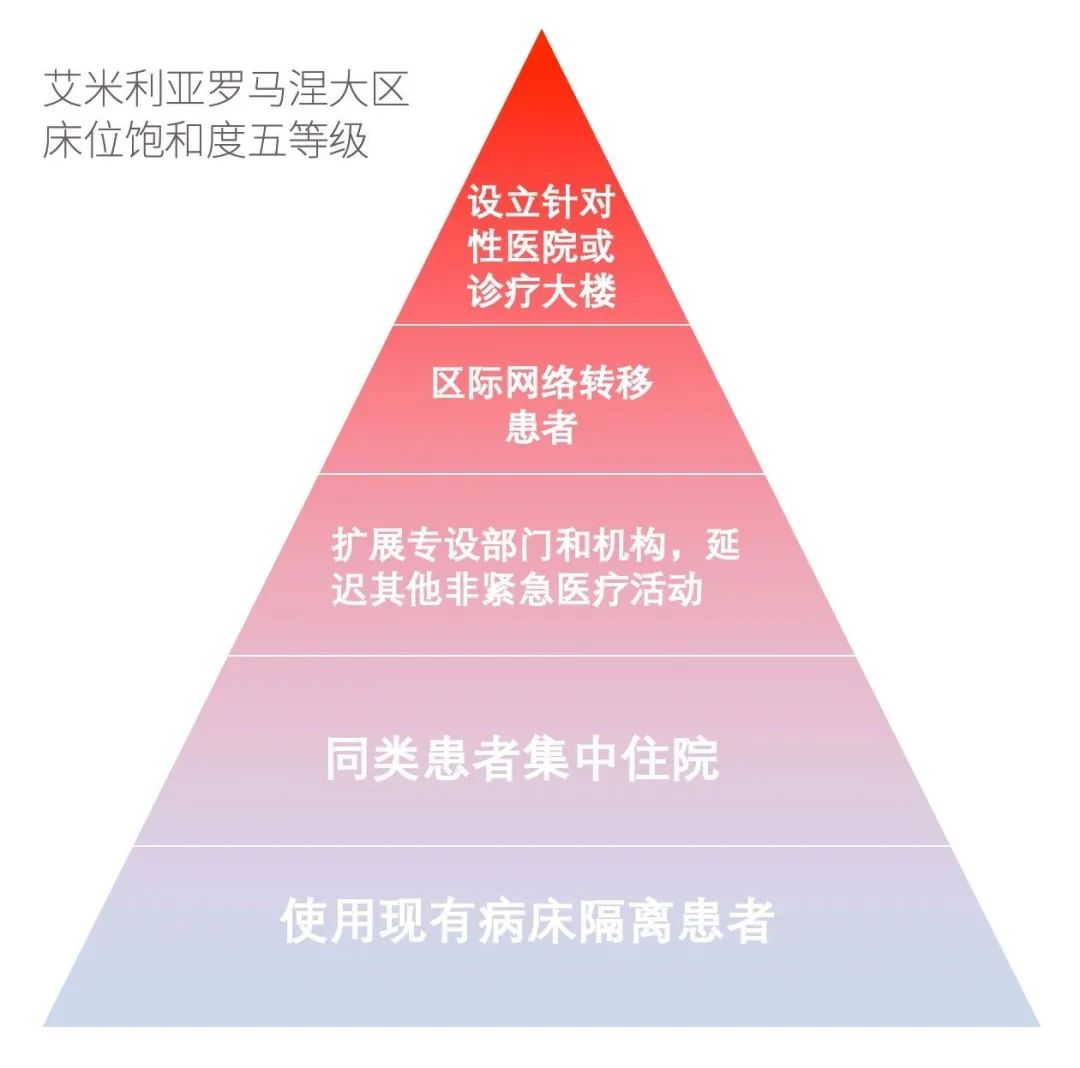 艾米利亚罗马涅大区
床位饱和度五等级
设立针对
性医院或
诊疗大楼
区际网络转移
患者
扩展专设部门和机构，延
迟其他非紧急医疗活动
同类患者集中住院
使用现有病床隔离患者